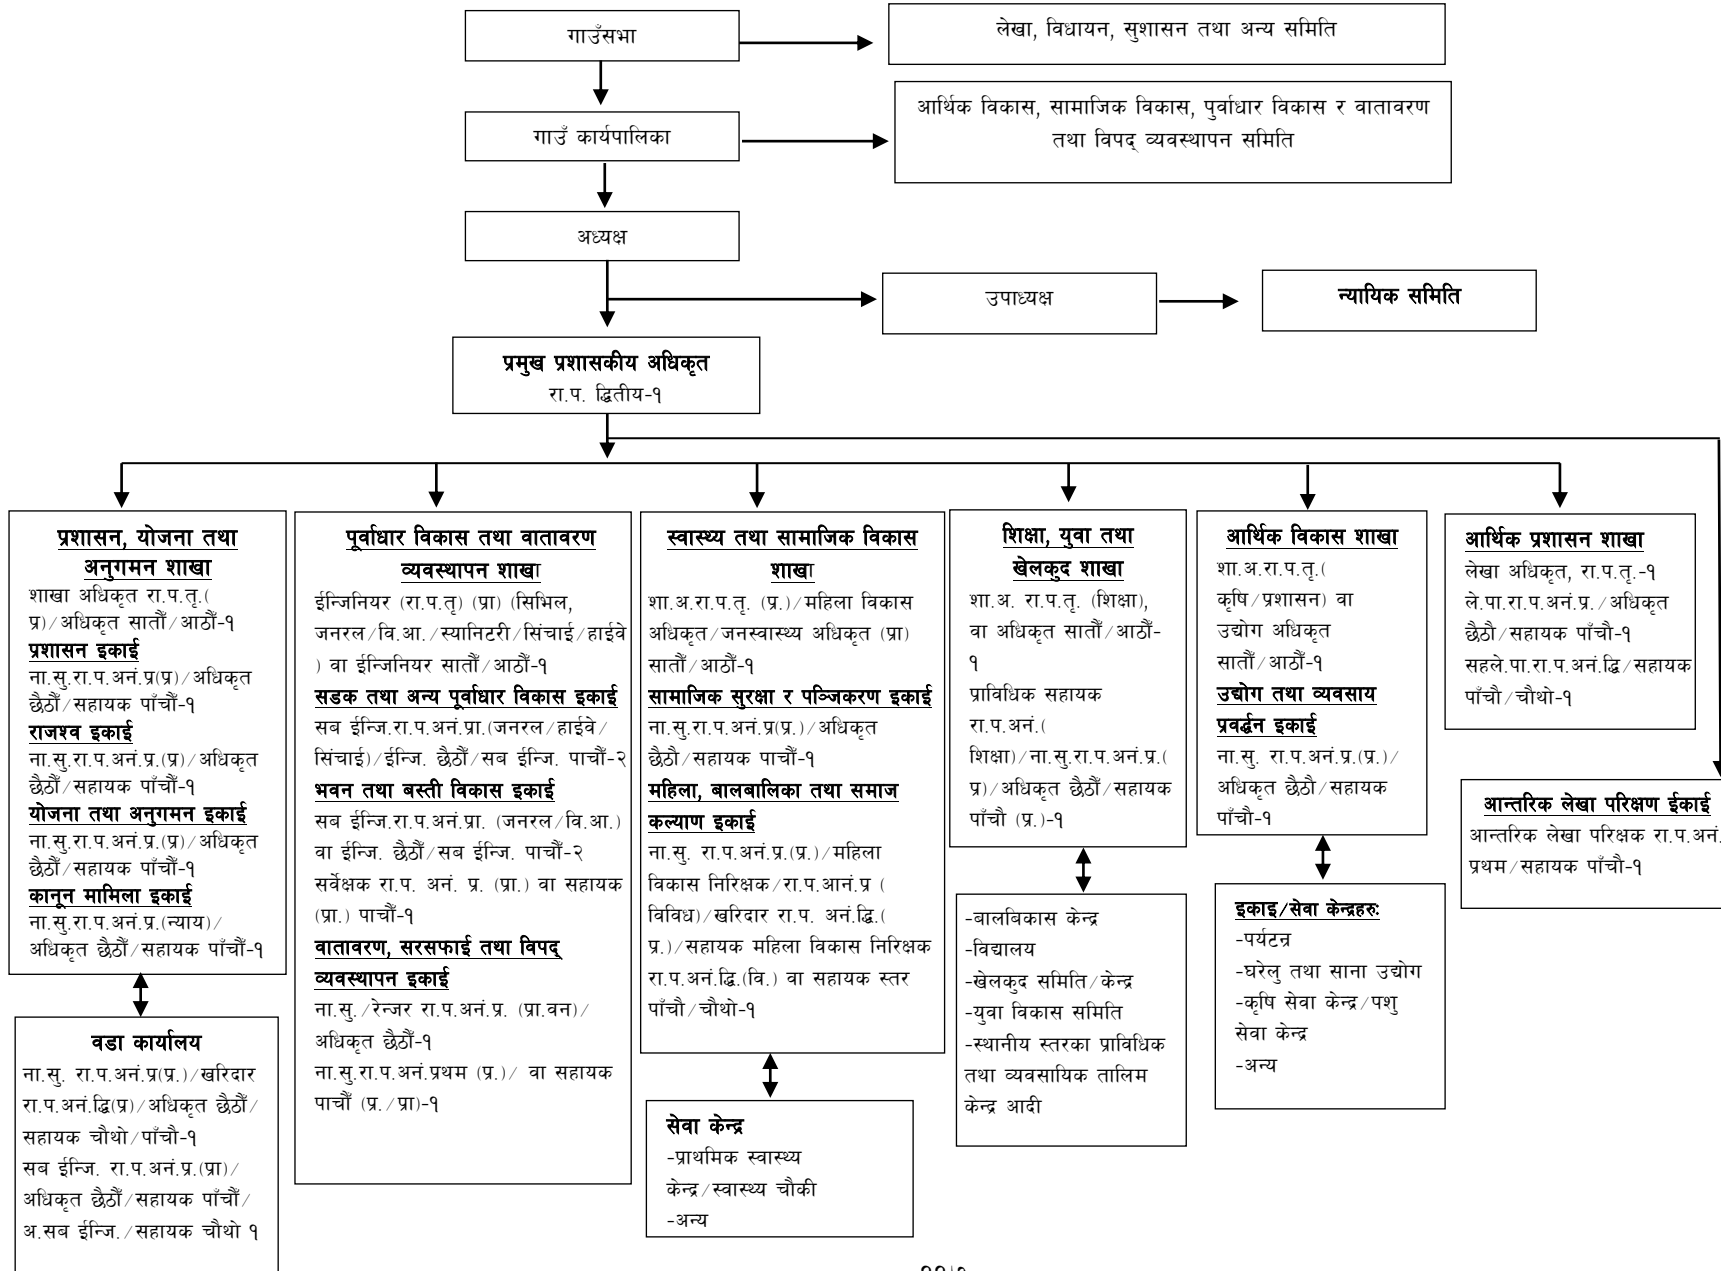 गाउँसभा
लेखा, विधायन, सुशासन तथा अन्य समिति
गाउँ कार्यपालिका
आर्थिक विकास, सामाजिक विकास, पुर्वाधार विकास र वातावरण
तथा विपद् व्यवस्थापन समिति
अध्यक्ष
उपाध्यक्ष
न्यायिक समिति
प्रमुख प्रशासकीय अधिकृत
रा.प. द्धितीय-१
प्रशासन, योजना तथा
अनुगमन शाखा
शाखा अधिकृत रा.प.तृ.(
प्र)/अधिकृत सातौँ/आठौँ-१
प्रशासन इकाई
ना.सु.रा.प.अनं.प्र(प्र)/अधिकृत
छैठौँ/सहायक पाँचौँ-१
राजश्व इकाई
ना.सु.रा.प.अनं.प्र.(प्र)/अधिकृत
छैठौँ/सहायक पाँचौँ-१
योजना तथा अनुगमन इकाई
ना.सु.रा.प.अनं.प्र.(प्र)/अधिकृत
छैठौँ/सहायक पाँचौँ-१
कानून मामिला इकाई
ना.सु.रा.प.अनं.प्र.(न्याय)/
अधिकृत छैठौँ/सहायक पाँचौँ-१
वडा कार्यालय
ना.सु. रा.प.अनं.प्र(प्र.)/खरिदार
रा.प.अनं.द्धि(प्र)/अधिकृत छैठौँ/
सहायक चौथो/पाँचौ-१
सब ईन्जि. रा.प.अनं.प्र.(प्रा)/
अधिकृत छैठौँ/सहायक पाँचौँ/
अ.सब ईन्जि./सहायक चौथो १
पूर्वाधार विकास तथा वातावरण
व्यवस्थापन शाखा
ईन्जिनियर (रा.प.तृ) (प्रा) (सिभिल,
जनरल/वि.आ./स्यानिटरी/सिंचाई/हाईवे
) वा ईन्जिनियर सातौँ/आठौँ-१
सडक तथा अन्य पूर्वाधार विकास इकाई
सब ईन्जि.रा.प.अनं.प्रा.(जनरल/हाईवे/
सिंचाई)/ईन्जि. छैठौँ/सब ईन्जि. पाचौँ-२
भवन तथा बस्ती विकास इकाई
सब ईन्जि.रा.प.अनं.प्रा. (जनरल/वि.आ.)
वा ईन्जि. छैठौँ/सब ईन्जि. पाचौँ-२
सर्वेक्षक रा.प. अनं. प्र. (प्रा.) वा सहायक
(प्रा.) पाचौँ-१
वातावरण, सरसफाई तथा विपद्
व्यवस्थापन इकाई
ना.सु./रेन्जर रा.प.अनं.प्र. (प्रा.वन)/
अधिकृत छैठौँ-१
ना.सु.रा.प.अनं.प्रथम (प्र.)/ वा सहायक
पाचौँ (प्र./प्रा)-१
स्वास्थ्य तथा सामाजिक विकास
शाखा
शा.अ.रा.प.तृ. (प्र.)/महिला विकास
अधिकृत/जनस्वास्थ्य अधिकृत (प्रा)
सातौँ/आठौँ-१
सामाजिक सुरक्षा र पञ्जिकरण इकाई
ना.सु.रा.प.अनं.प्र(प्र.)/अधिकृत
छैठौ/सहायक पाचौँ-१
महिला, बालबालिका तथा समाज
कल्याण इकाई
ना.सु. रा.प.अनं.प्र.(प्र.)/महिला
विकास निरिक्षक/रा.प.आनं.प्र (
विविध)/खरिदार रा.प. अनं.द्धि.(
प्र.)/सहायक महिला विकास निरिक्षक
रा.प.अनं.द्धि.(वि.) वा सहायक स्तर
पाँचौ/चौथो-१
सेवा केन्द्र
-प्राथमिक स्वास्थ्य
केन्द्र/स्वास्थ्य चौकी
-अन्य
शिक्षा, युवा तथा
खेलकुद शाखा
शा.अ. रा.प.तृ. (शिक्षा),
वा अधिकृत सातौँ/आठौँ-
१
प्राविधिक सहायक
रा.प.अनं.(
शिक्षा)/ना.सु.रा.प.अनं.प्र.(
प्र)/अधिकृत छैठौँ/सहायक
पाँचौ (प्र.)-१
-बालबिकास केन्द्र
-विद्यालय
-खेलकुद समिति/केन्द्र
-युवा विकास समिति
-स्थानीय स्तरका प्राविधिक
तथा व्यवसायिक तालिम
केन्द्र आदी
आर्थिक विकास शाखा
शा.अ.रा.प.तृ.(
कृषि/प्रशासन) वा
उद्योग अधिकृत
सातौँ/आठौँ-१
उद्योग तथा व्यवसाय
प्रवर्द्धन इकाई
ना.सु. रा.प.अनं.प्र.(प्र.)/
अधिकृत छैठौ/सहायक
पाँचौ-१
इकाइ/सेवा केन्द्रहरुः
-पर्यटन्र
-घरेलु तथा साना उद्योग
-कृषि सेवा केन्द्र/पशु
सेवा केन्द्र
-अन्य
आर्थिक प्रशासन शाखा
लेखा अधिकृत, रा.प.तृ.-१
ले.पा.रा.प.अनं.प्र./अधिकृत
छैठौ/सहायक पाँचौ-१
सहले.पा.रा.प.अनं.द्धि/सहायक
पाँचौ/चौथो-१
आन्तरिक लेखा परिक्षण ईकाई
आन्तरिक लेखा परिक्षक रा.प.अनं.
प्रथम/सहायक पाँचौ-१